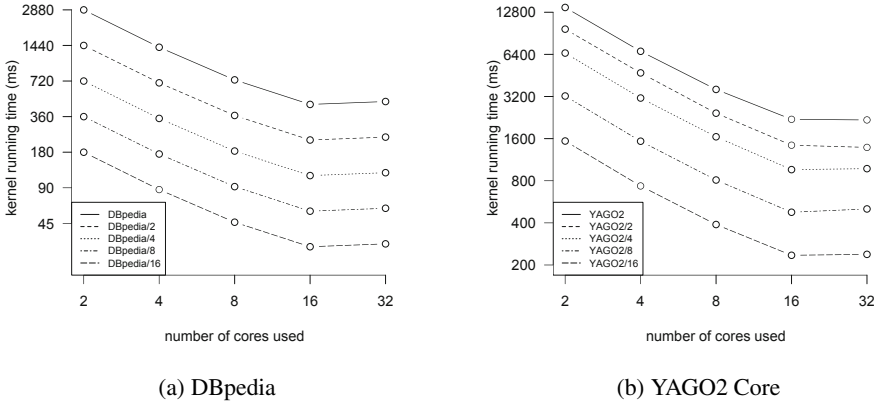 kernel running time (ms)
2880
1440
720
360
180
90
45
DBpedia
DBpedia/2
DBpedia/4
DBpedia/8
DBpedia/16
2 4 8 16 32
number of cores used
(a) DBpedia
kernel running time (ms)
12800
6400
3200
1600
800
400
200
YAGO2
YAGO2/2
YAGO2/4
YAGO2/8
YAGO2/16
2 4 8 16 32
number of cores used
(b) YAGO2 Core